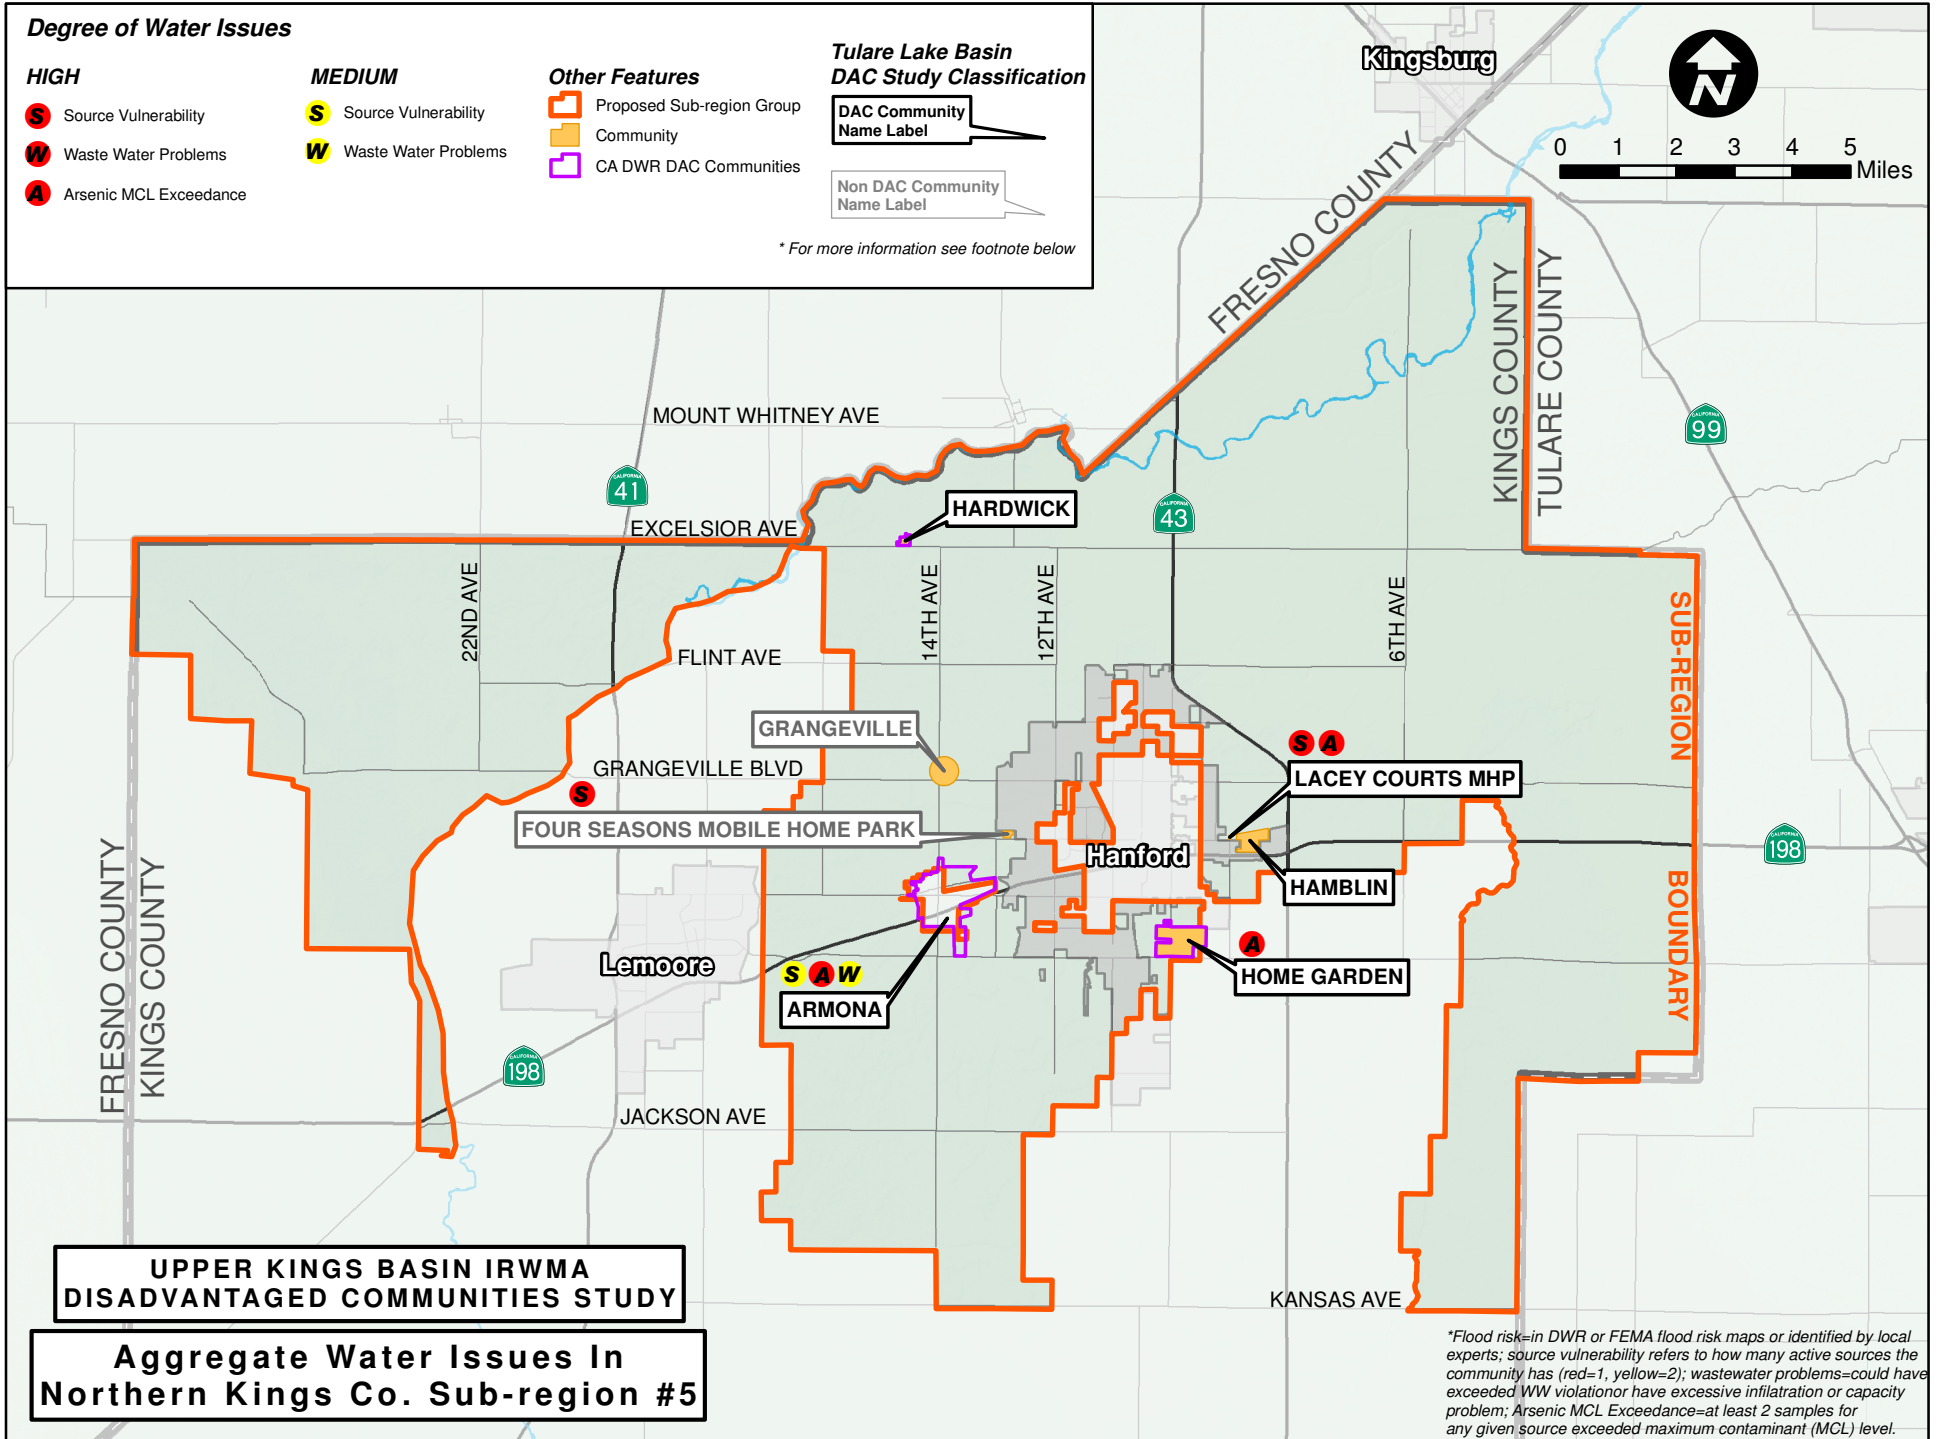 Degree of Water Issues
HIGH
S Source Vulnerability
W Waste Water Problems
A Arsenic MCL Exceedance
MEDIUM
S Source Vulnerability
W Waste Water Problems
Other Features
Proposed Sub-region Group
Community
CA DWR DAC Communities
Tulare Lake Basin
DAC Study Classification
DAC Community
Name Label
Non DAC Community
Name Label
* For more information see footnote below
Kingsburg
N
0 1 2 3 4 5
Miles
FRESNO COUNTY
KINGS COUNTY
TULARE COUNTY
MOUNT WHITNEY AVE
CALIFORNIA
99
CALIFORNIA
41
CALIFORNIA
43
HARDWICK
EXCELSIOR AVE
22ND AVE
14TH AVE
12TH AVE
6TH AVE
SUB-REGION
BOUNDARY
FLINT AVE
GRANGEVILLE
S A
GRANGEVILLE BLVD
LACEY COURTS MHP
S
FOUR SEASONS MOBILE HOME PARK
CALIFORNIA
198
Hanford
HAMBLIN
FRESNO COUNTY
KINGS COUNTY
Lemoore
S A W
ARMONA
A
HOME GARDEN
CALIFORNIA
198
JACKSON AVE
KANSAS AVE
UPPER KINGS BASIN IRWMA
DISADVANTAGED COMMUNITIES STUDY
Aggregate Water Issues In
Northern Kings Co. Sub-region #5
*Flood risk=in DWR or FEMA flood risk maps or identified by local
experts; source vulnerability refers to how many active sources the
community has (red=1, yellow=2); wastewater problems=could have
exceeded WW violationor have excessive infilatration or capacity
problem; Arsenic MCL Exceedance=at least 2 samples for
any given source exceeded maximum contaminant (MCL) level.